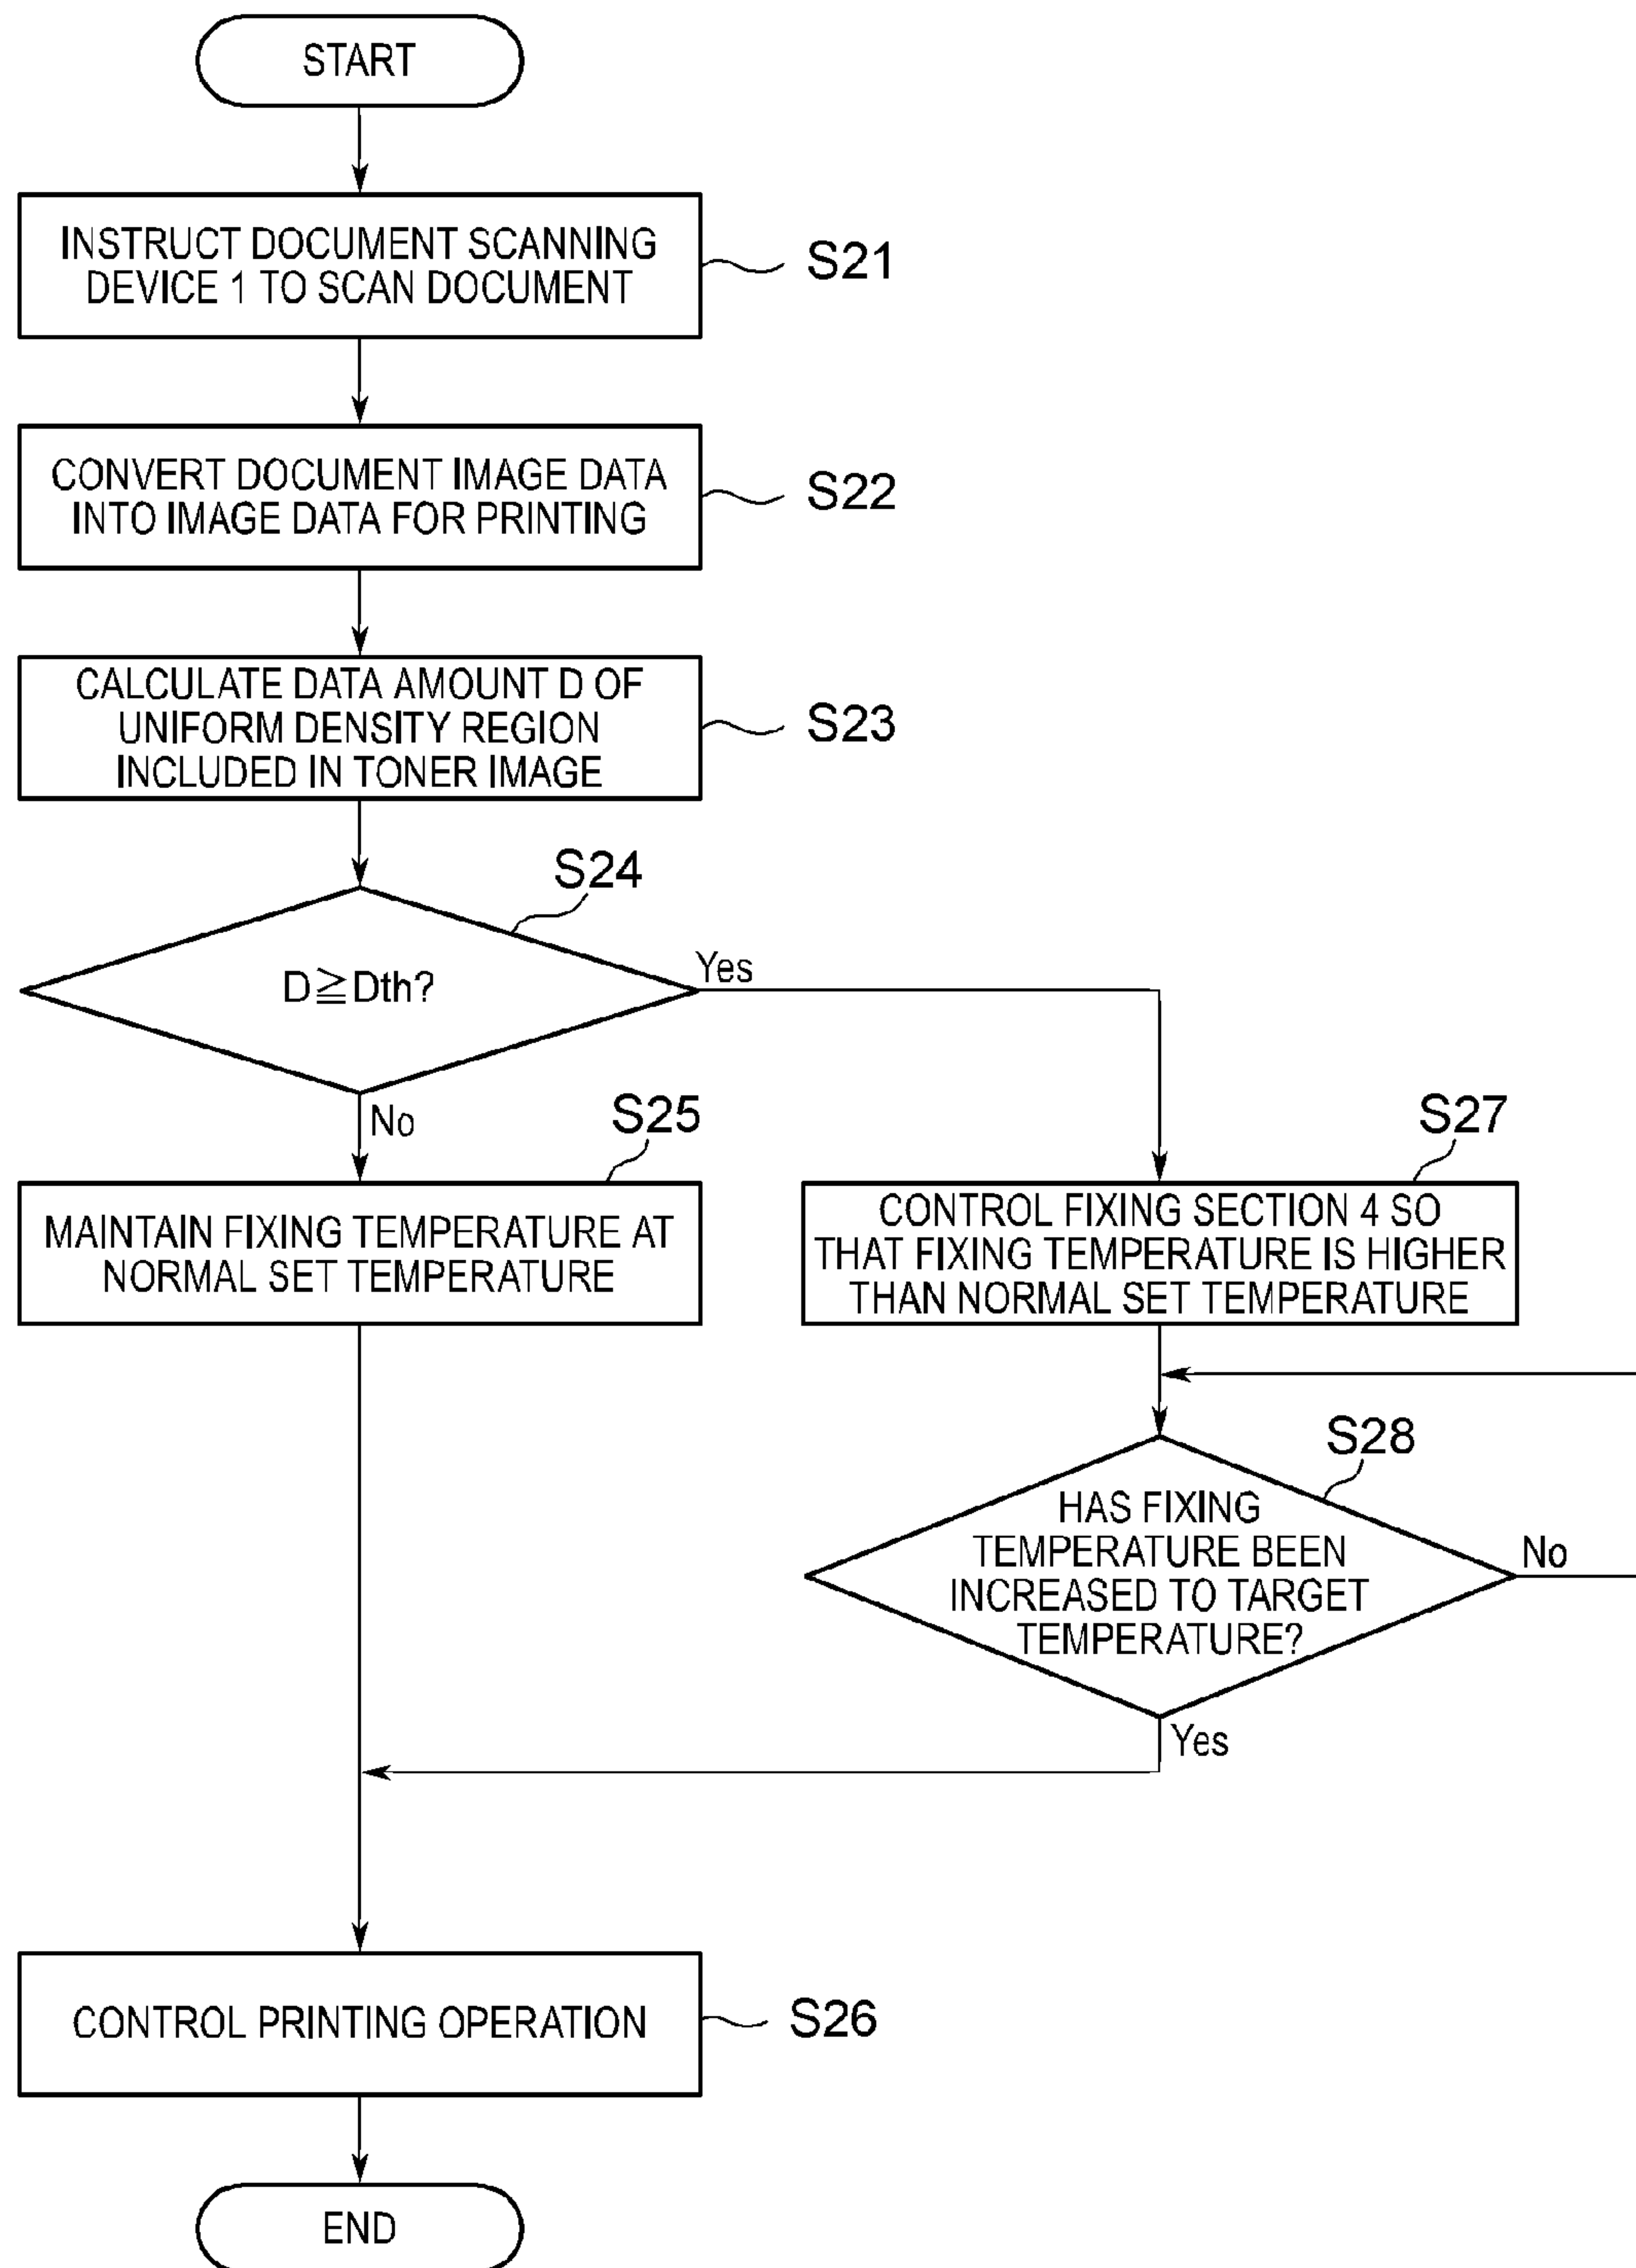 START
INSTRUCT DOCUMENT SCANNING
DEVICE 1 TO SCAN DOCUMENT
S21
CONVERT DOCUMENT IMAGE DATA
INTO IMAGE DATA FOR PRINTING
S22
CALCULATE DATA AMOUNT D OF
UNIFORM DENSITY REGION
INCLUDED IN TONER IMAGE
S23
S24
D≧Dth?
Yes
No
S25
MAINTAIN FIXING TEMPERATURE AT
NORMAL SET TEMPERATURE
S27
CONTROL FIXING SECTION 4 SO
THAT FIXING TEMPERATURE IS HIGHER
THAN NORMAL SET TEMPERATURE
S28
HAS FIXING
TEMPERATURE BEEN
INCREASED TO TARGET
TEMPERATURE?
No
Yes
CONTROL PRINTING OPERATION
S26
END